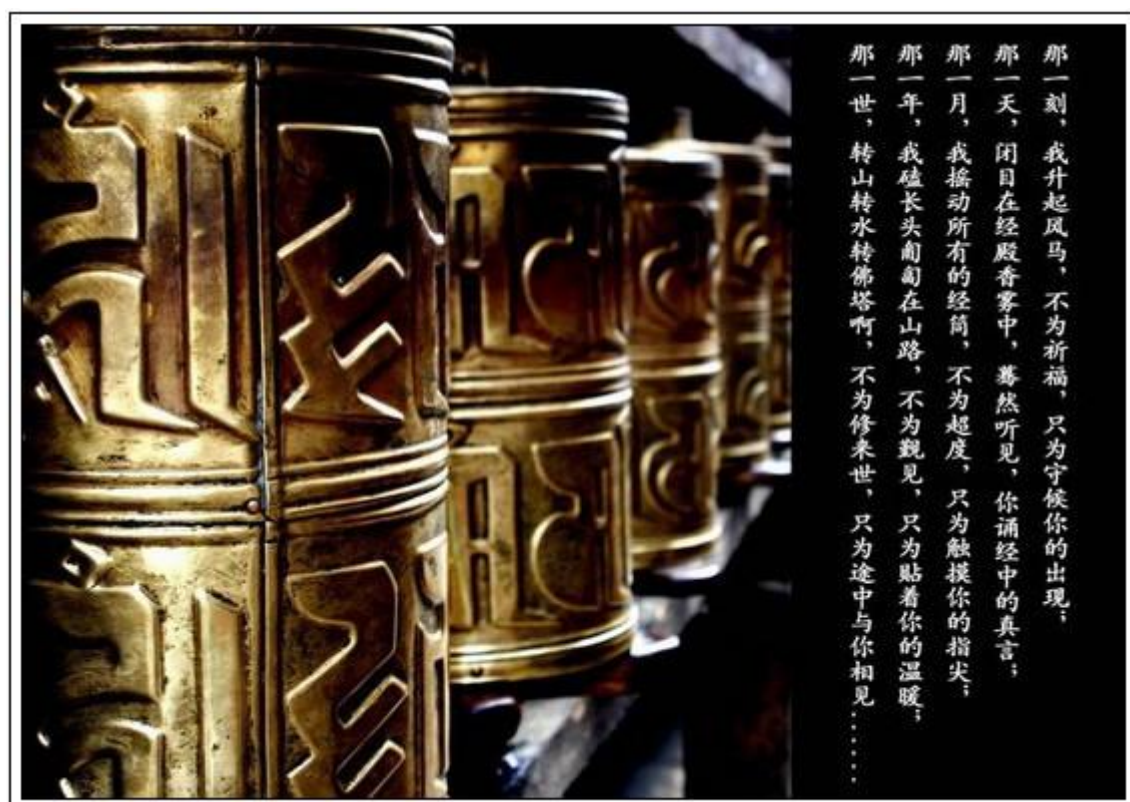 那一刻，我升起风马，不为祈福，只为守候你的出现；
那一天，闭目在经殿香雾中，蓦然听见，你诵经中的真言；
那一月，我摇动所有的经筒，不为超度，只为触摸你的指尖；
那一年，我磕长头匍匐在山路，不为觐见，只为贴着你的温暖；
那一世，转山转水转佛塔啊，不为修来世，只为途中与你相见.......